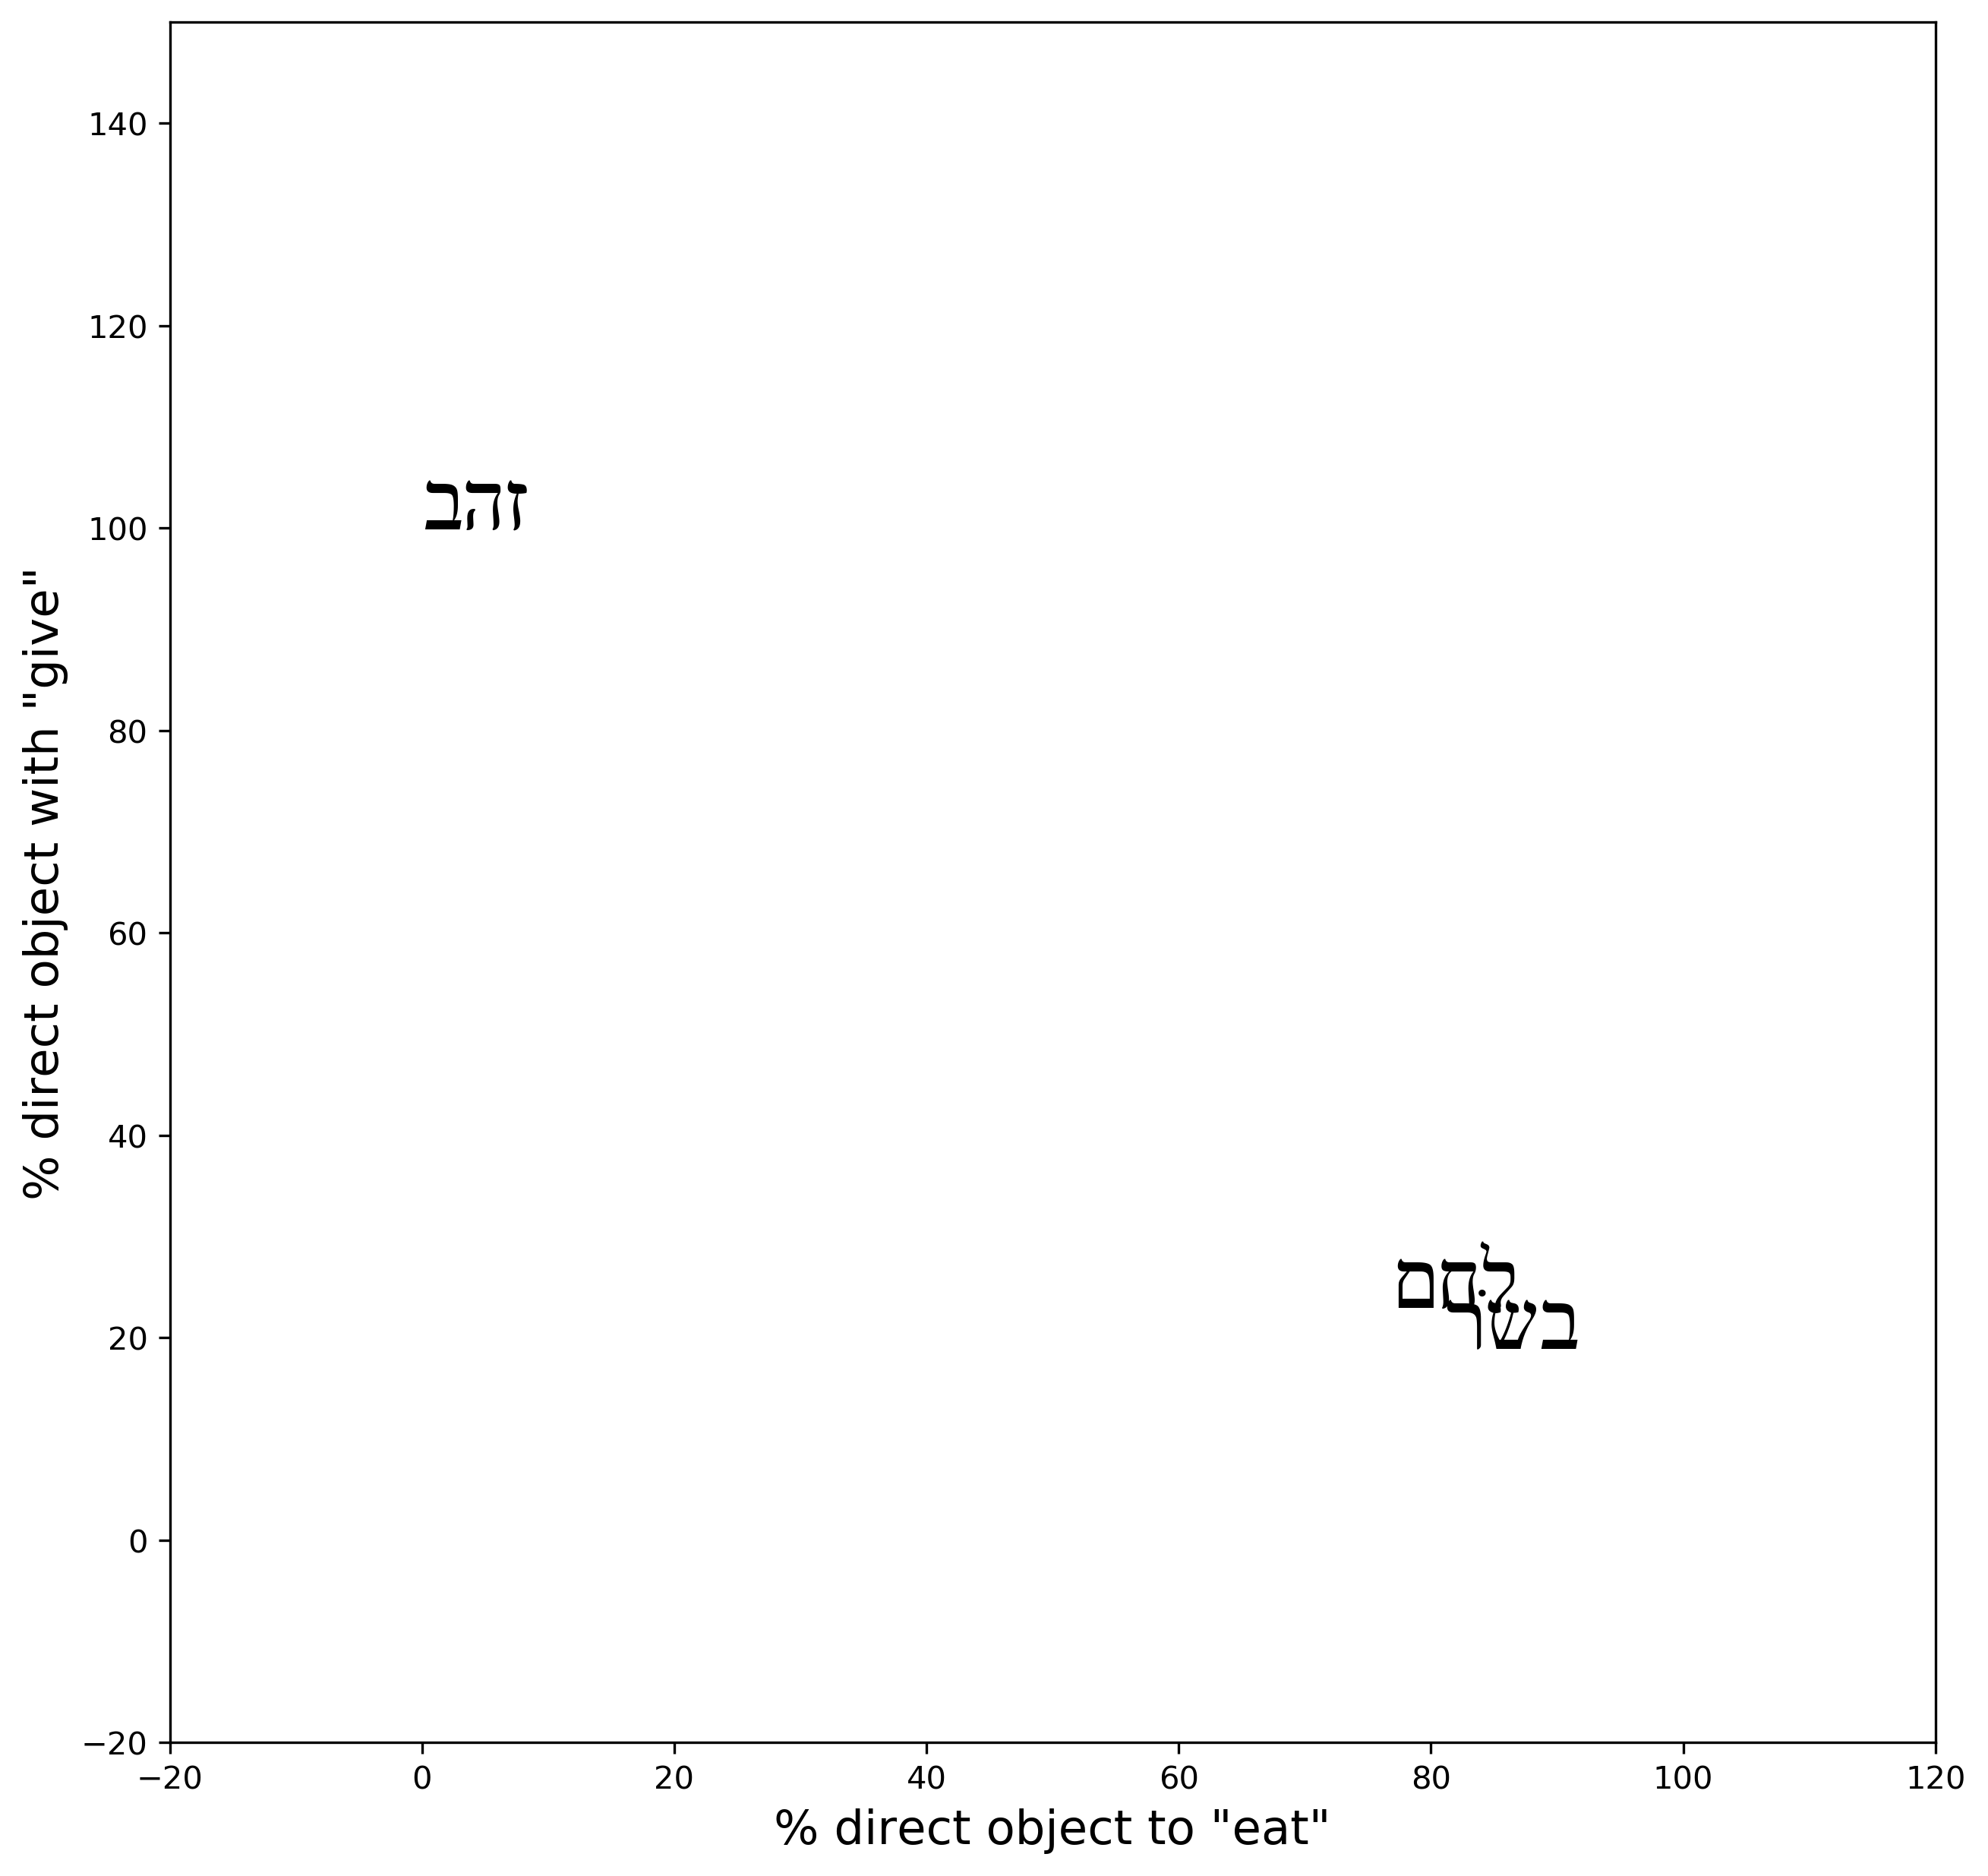 140
120
זהב
100
% direct object with "give"
80
60
40
לחם
בשר
20
0
−20
−20 0 20 40 60 80 100 120
% direct object to "eat"